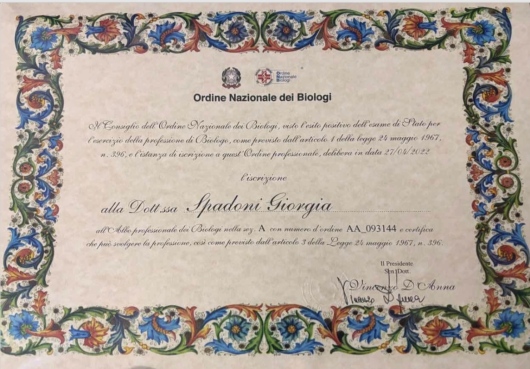 Ordine
Nazionale
Biologi
Ordine Nazionale dei Biologi
Il Consiglio dell'Ordine Nazionale dei Biologi, visto l'esito positivo dell'esame di Stato per
l'esercizio della professione di Biologo, come previsto dall'articolo, 1 della legge 24 maggio 1967,
n. 396, e l'istanza di iscrizione a quest'Ordine professionale, delibera in data 27/04/2022
l'iscrizione
alla Dott.ssa Spadoni Giorgia
all'Albo professionale dei Biologi nella sez. A con numero d'ordine AA_093144 e certifica
che può svolgere la professione, così come previsto dall'articolo 3 della Legge 24 maggio 1967, n. 396
Il Presidente
Vincenzo D'Anna